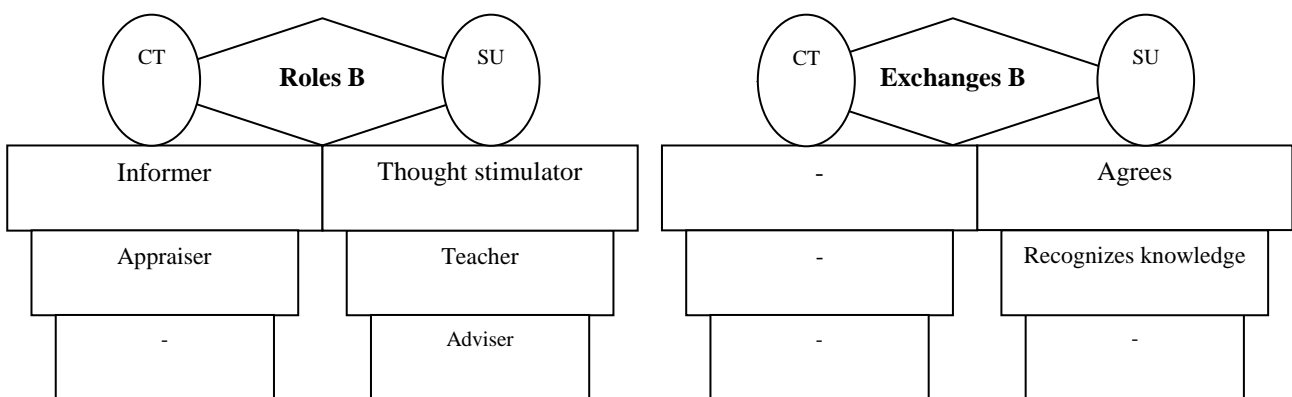 CT
Roles B
SU
Informer
Thought stimulator
Appraiser
Teacher
-
Adviser
CT
Exchanges B
SU
-
Agrees
-
Recognizes knowledge
-
-